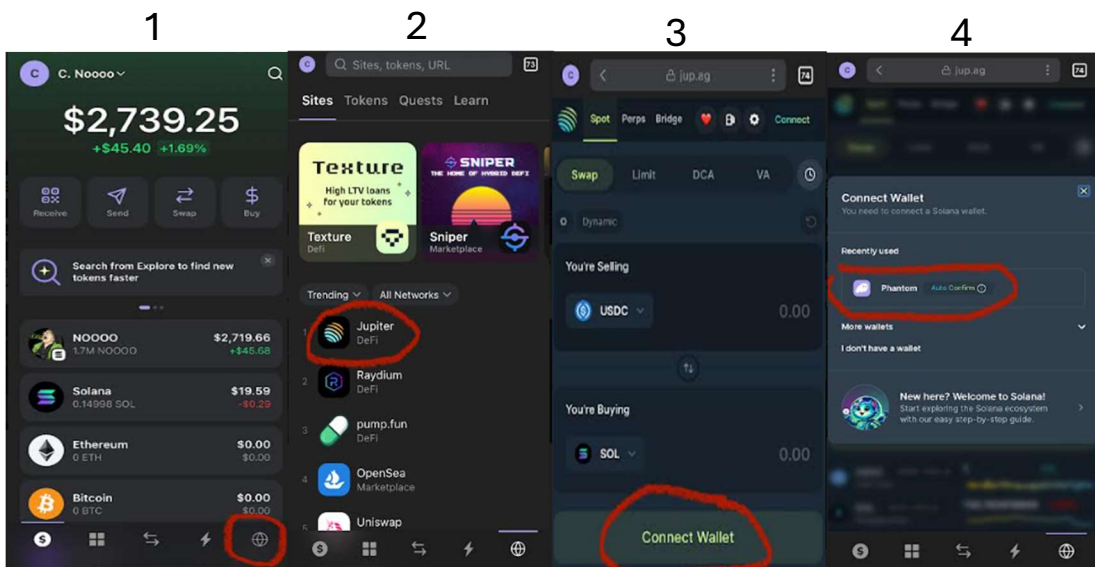 1
2
3
4
C
C. Noooo
$2,739.25
+$45.40 +1.69%
Receive
Send
Swap
Buy
Search from Explore to find new
tokens faster
NOOOO
$2,719.66
1.7M NOOOO
+$45.68
Solana
$19.59
0.14998 SOL
-$0.29
Ethereum
$0.00
0 ETH
$0.00
Bitcoin
$0.00
0 BTC
$0.00
C
Sites, tokens, URL
73
Sites Tokens Quests Learn
Texture
High LTV loans
for your tokens
Texture
Defi
SNIPER
THE HOME OF HYBRID DEFI
Sniper
Marketplace
Trending
All Networks
1
Jupiter
DeFi
2
Raydium
DeFi
3
pump.fun
DeFi
4
OpenSea
Marketplace
5
Uniswap
C
jup.ag
74
Spot Perps Bridge
Connect
Swap Limit DCA VA
Dynamic
You're Selling
USDC
0.00
You're Buying
SOL
0.00
Connect Wallet
C
jup.ag
74
Connect Wallet
You need to connect a Solana wallet.
Recently used
Phantom
Auto Confirm
More wallets
I don't have a wallet
New here? Welcome to Solana!
Start exploring the Solana ecosystem
with our easy step-by-step guide.